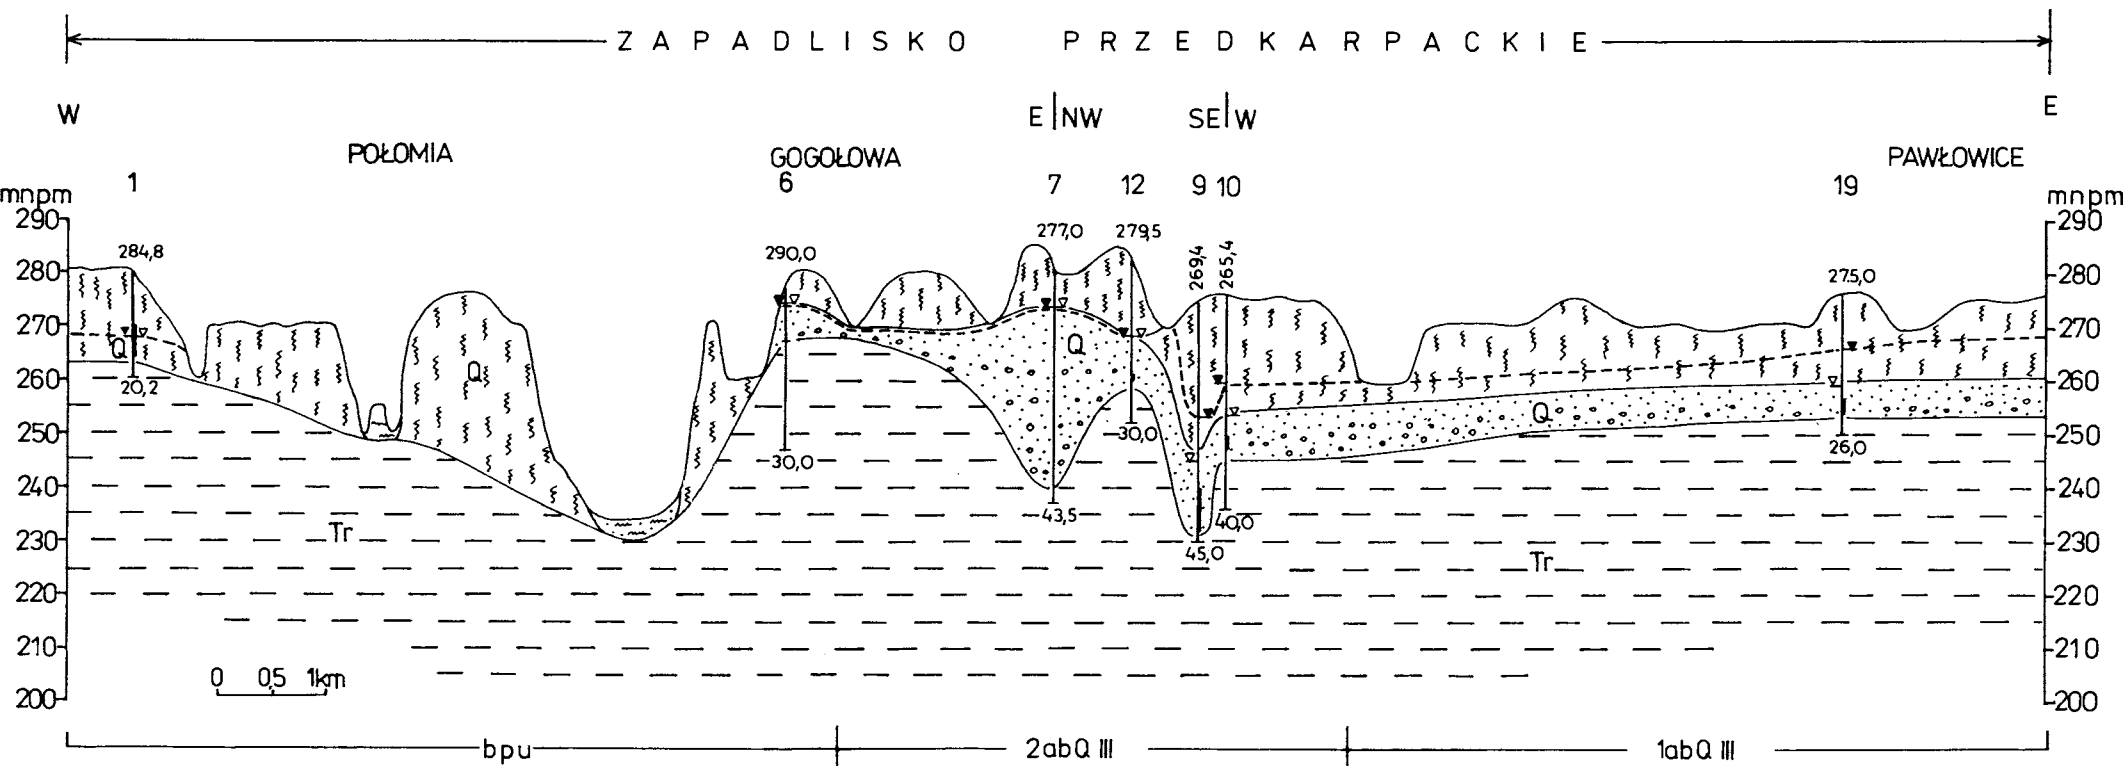 ZAPADLISKO PRZEDKARPACKIE
W E NW SE W E
POŁOMIA GOGOŁOWA PAWŁOWICE
1 6 7 12 9 10 19
mnpm mnpm
284,8 290,0 277,0 279,5 269,4 265,4 275,0
290 290
280 280
270 270
Q Q Q Q
260 260
20,2 30,0 43,5 30,0 45,0 40,0 26,0
250 250
240 240
Tr Tr
230 230
220 220
210 210
200 200
0 0,5 1km
bpu 2abQ III 1abQ III